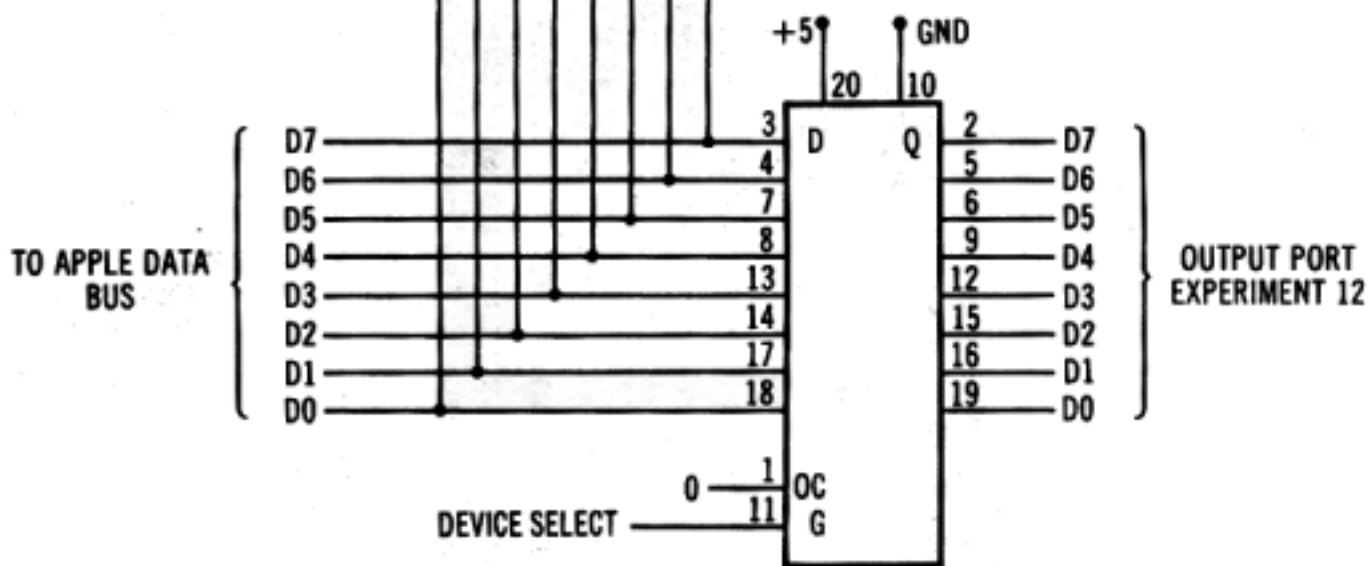 +5 GND
20 10
D7 3 D Q 2 D7
D6 4 5 D6
D5 7 6 D5
D4 8 9 D4
TO APPLE DATA
BUS
OUTPUT PORT
EXPERIMENT 12
D3 13 12 D3
D2 14 15 D2
D1 17 16 D1
D0 18 19 D0
0 1 OC
DEVICE SELECT 11 G